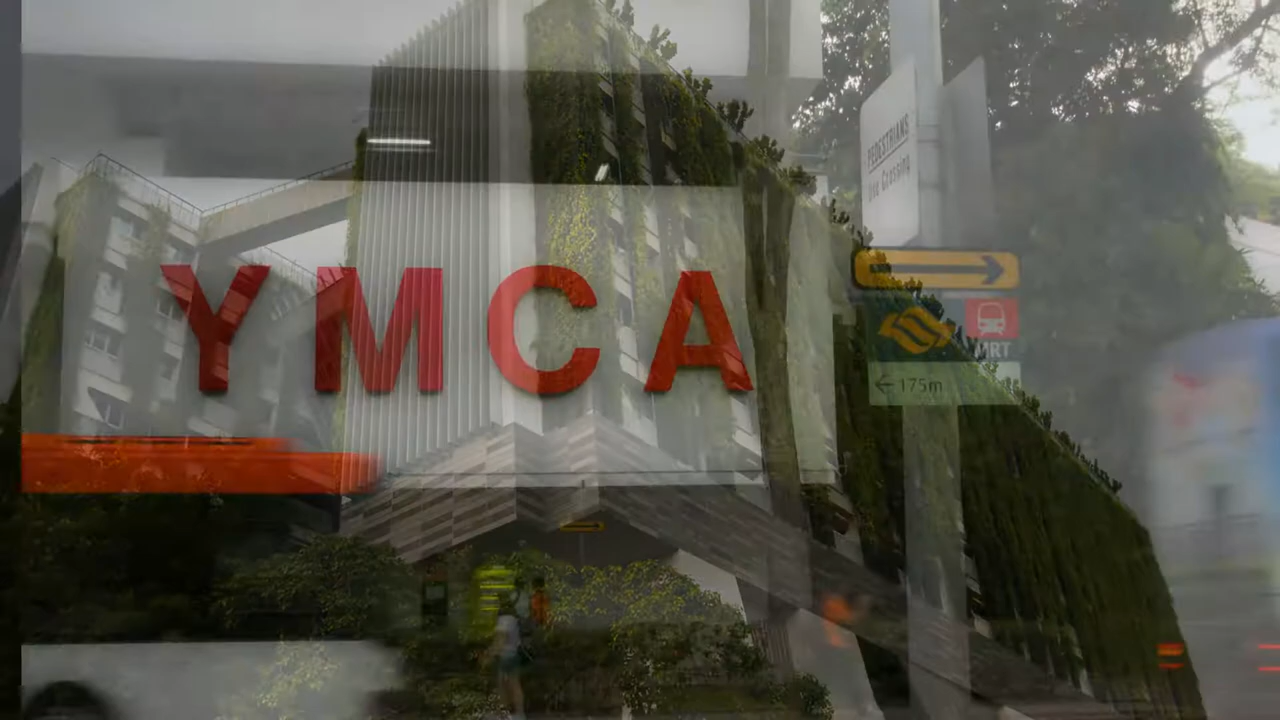 PEDESTRIANS
Use Crossing
YMCA
MRT
← 175m